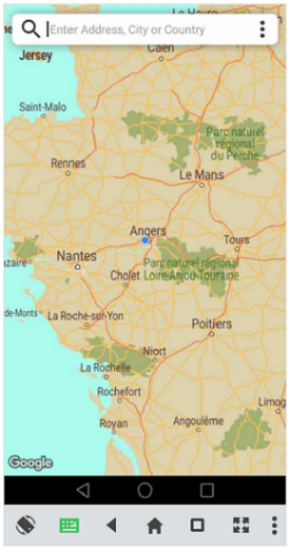 Le Havre
Enter Address, City or Country
Caen
Jersey
Saint-Malo
Parc naturel
régional
du Perche
Rennes
Le Mans
Angers
Tours
Nantes
zaire
Parc naturel régional
Loire-Anjou-Touraine
Cholet
de-Monts
La Roche-sur-Yon
Poitiers
Niort
La Rochelle
Rochefort
Limog
Royan
Angoulême
Google